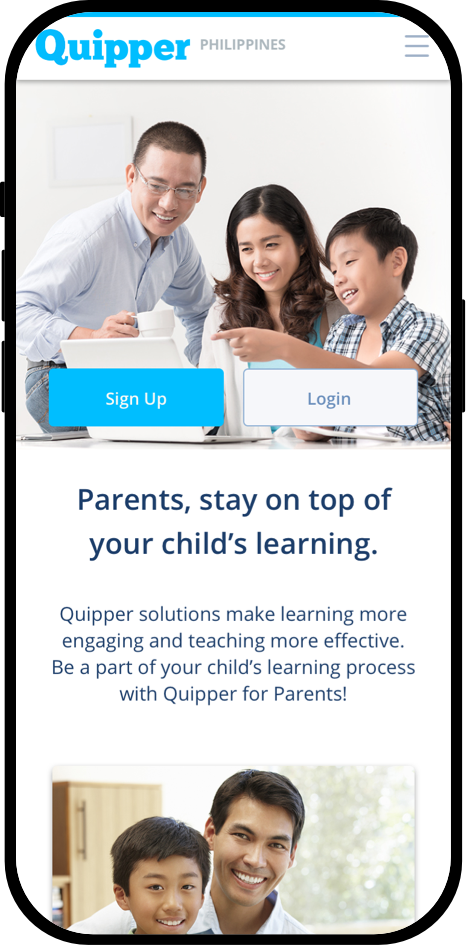 Quipper PHILIPPINES
Sign Up
Login
Parents, stay on top of
your child’s learning.
Quipper solutions make learning more
engaging and teaching more effective.
Be a part of your child’s learning process
with Quipper for Parents!